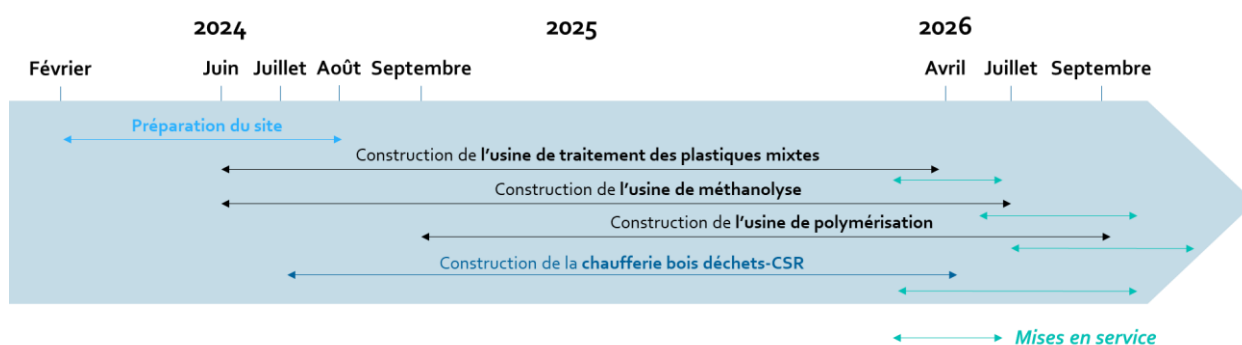 2024 2025 2026
Février Juin Juillet Août Septembre Avril Juillet Septembre
Préparation du site
Construction de l'usine de traitement des plastiques mixtes
Construction de l'usine de méthanolyse
Construction de l'usine de polymérisation
Construction de la chaufferie bois déchets-CSR
Mises en service